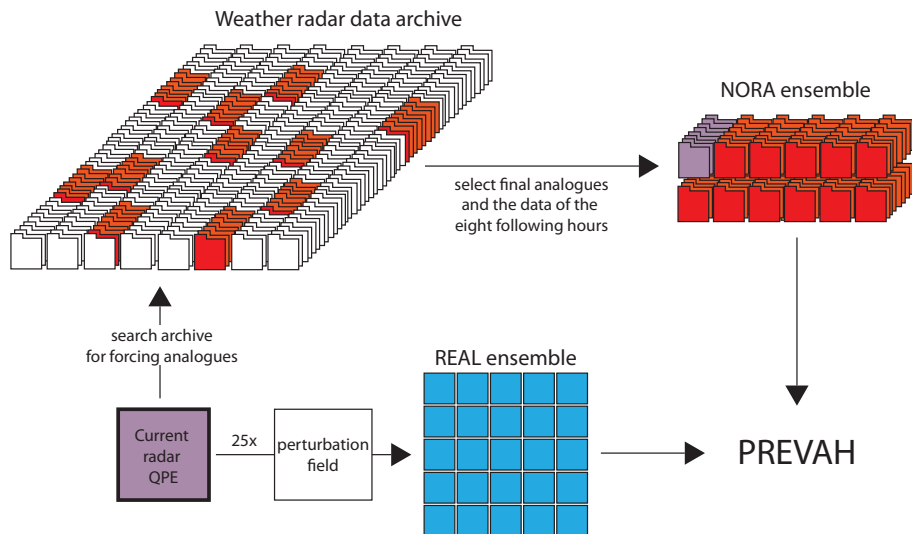 Weather radar data archive
NORA ensemble
select final analogues
and the data of the
eight following hours
search archive
for forcing analogues
REAL ensemble
Current
radar
QPE
25x
perturbation
field
PREVAH